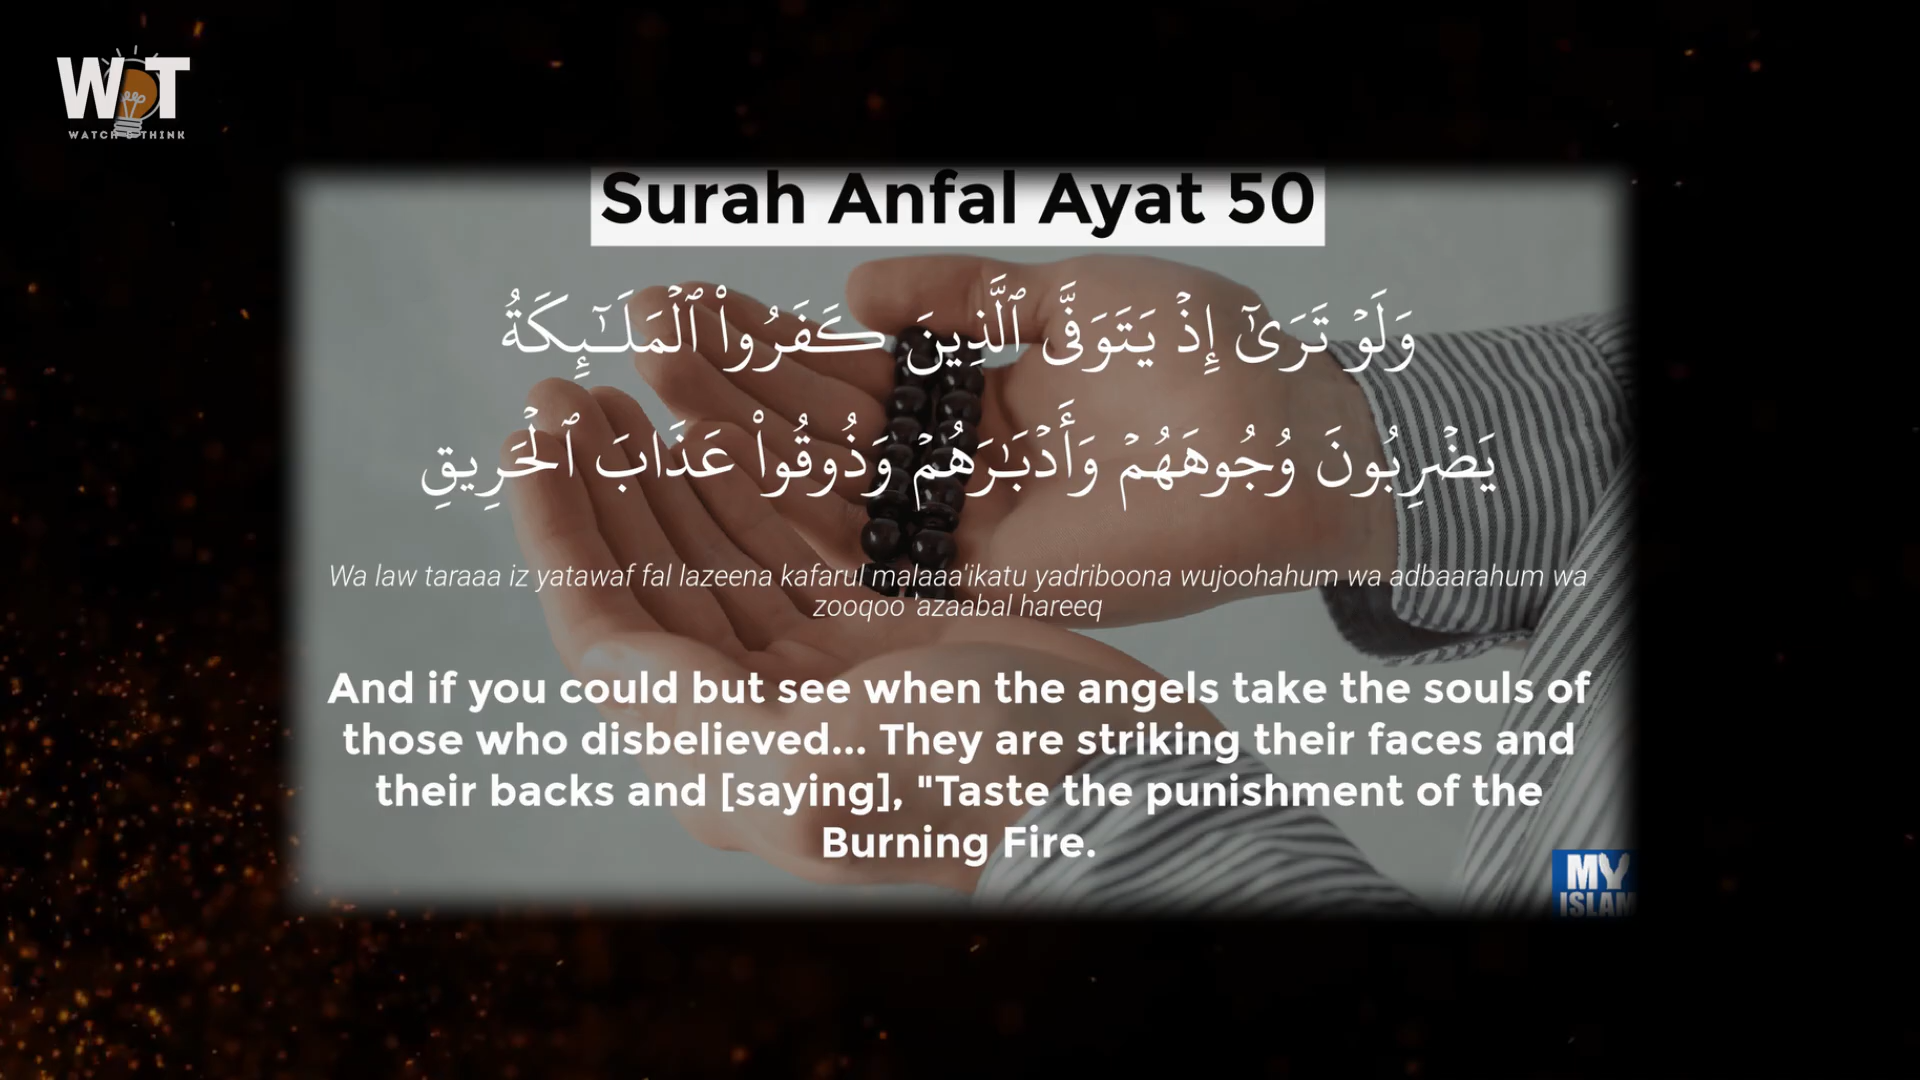 WT
WATCH & THINK
Surah Anfal Ayat 50
وَلَوْ تَرَىٰٓ إِذْ يَتَوَفَّى ٱلَّذِينَ كَفَرُوا۟ ٱلْمَلَـٰٓئِكَةُ
يَضْرِبُونَ وُجُوهَهُمْ وَأَدْبَـٰرَهُمْ وَذُوقُوا۟ عَذَابَ ٱلْحَرِيقِ
Wa law taraaa iz yatawaf fal lazeena kafarul malaaa'ikatu yadriboona wujoohahum wa adbaarahum wa
zooqoo 'azaabal hareeq
And if you could but see when the angels take the souls of
those who disbelieved... They are striking their faces and
their backs and [saying], "Taste the punishment of the
Burning Fire.
MY
ISLAM